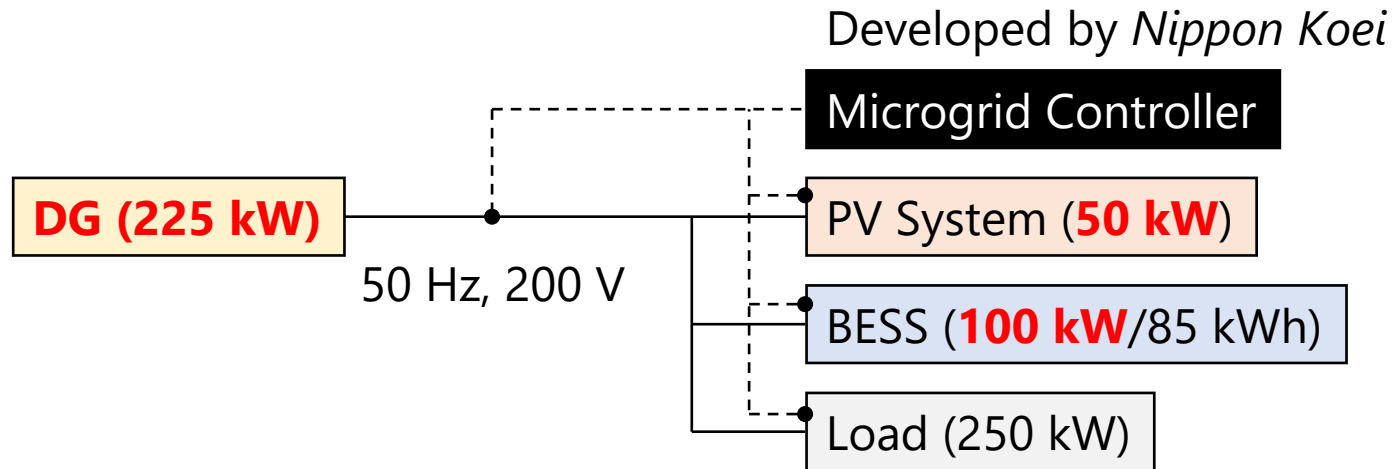 Developed by Nippon Koei
Microgrid Controller
DG (225 kW)
PV System (50 kW)
50 Hz, 200 V
BESS (100 kW/85 kWh)
Load (250 kW)